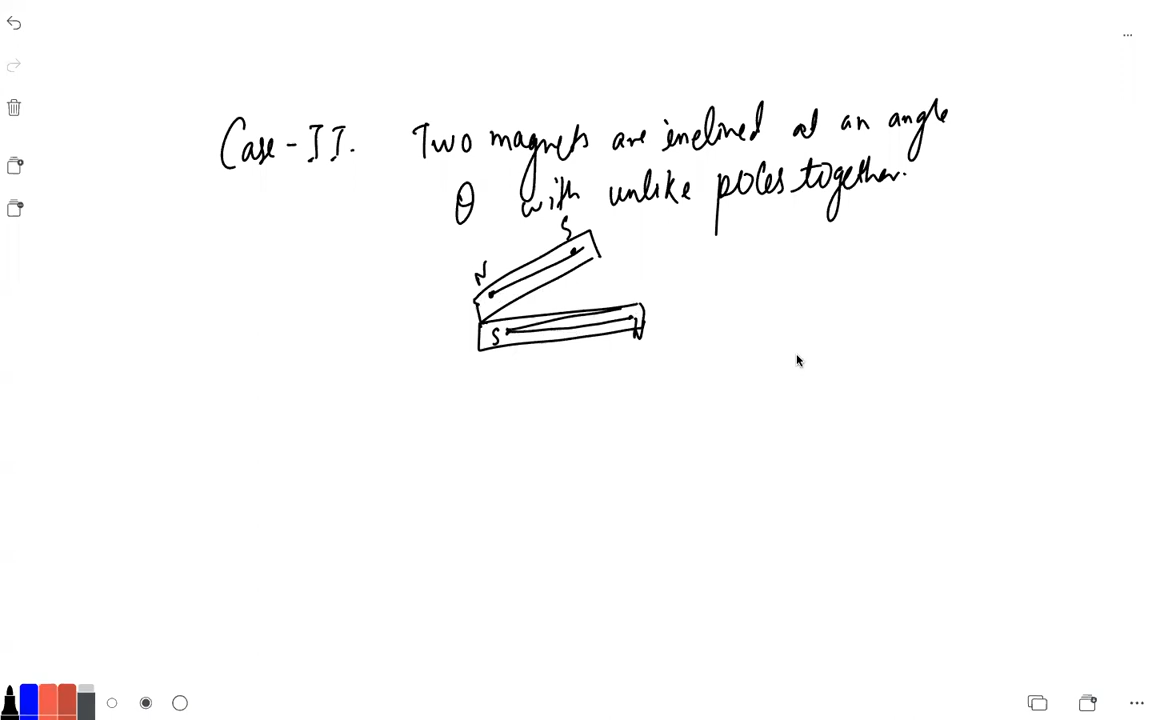 Case-II. Two magnets are inclined at an angle
θ with unlike poles together.
S
N
S N